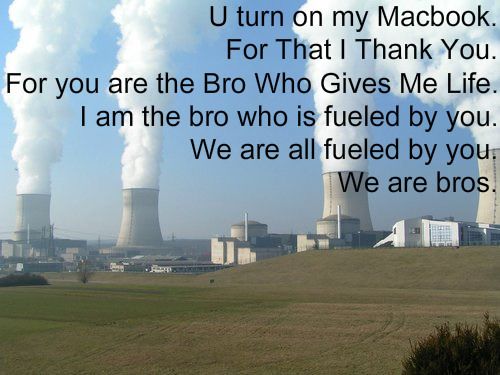 U turn on my Macbook.
For That I Thank You.
For you are the Bro Who Gives Me Life.
I am the bro who is fueled by you.
We are all fueled by you.
We are bros.